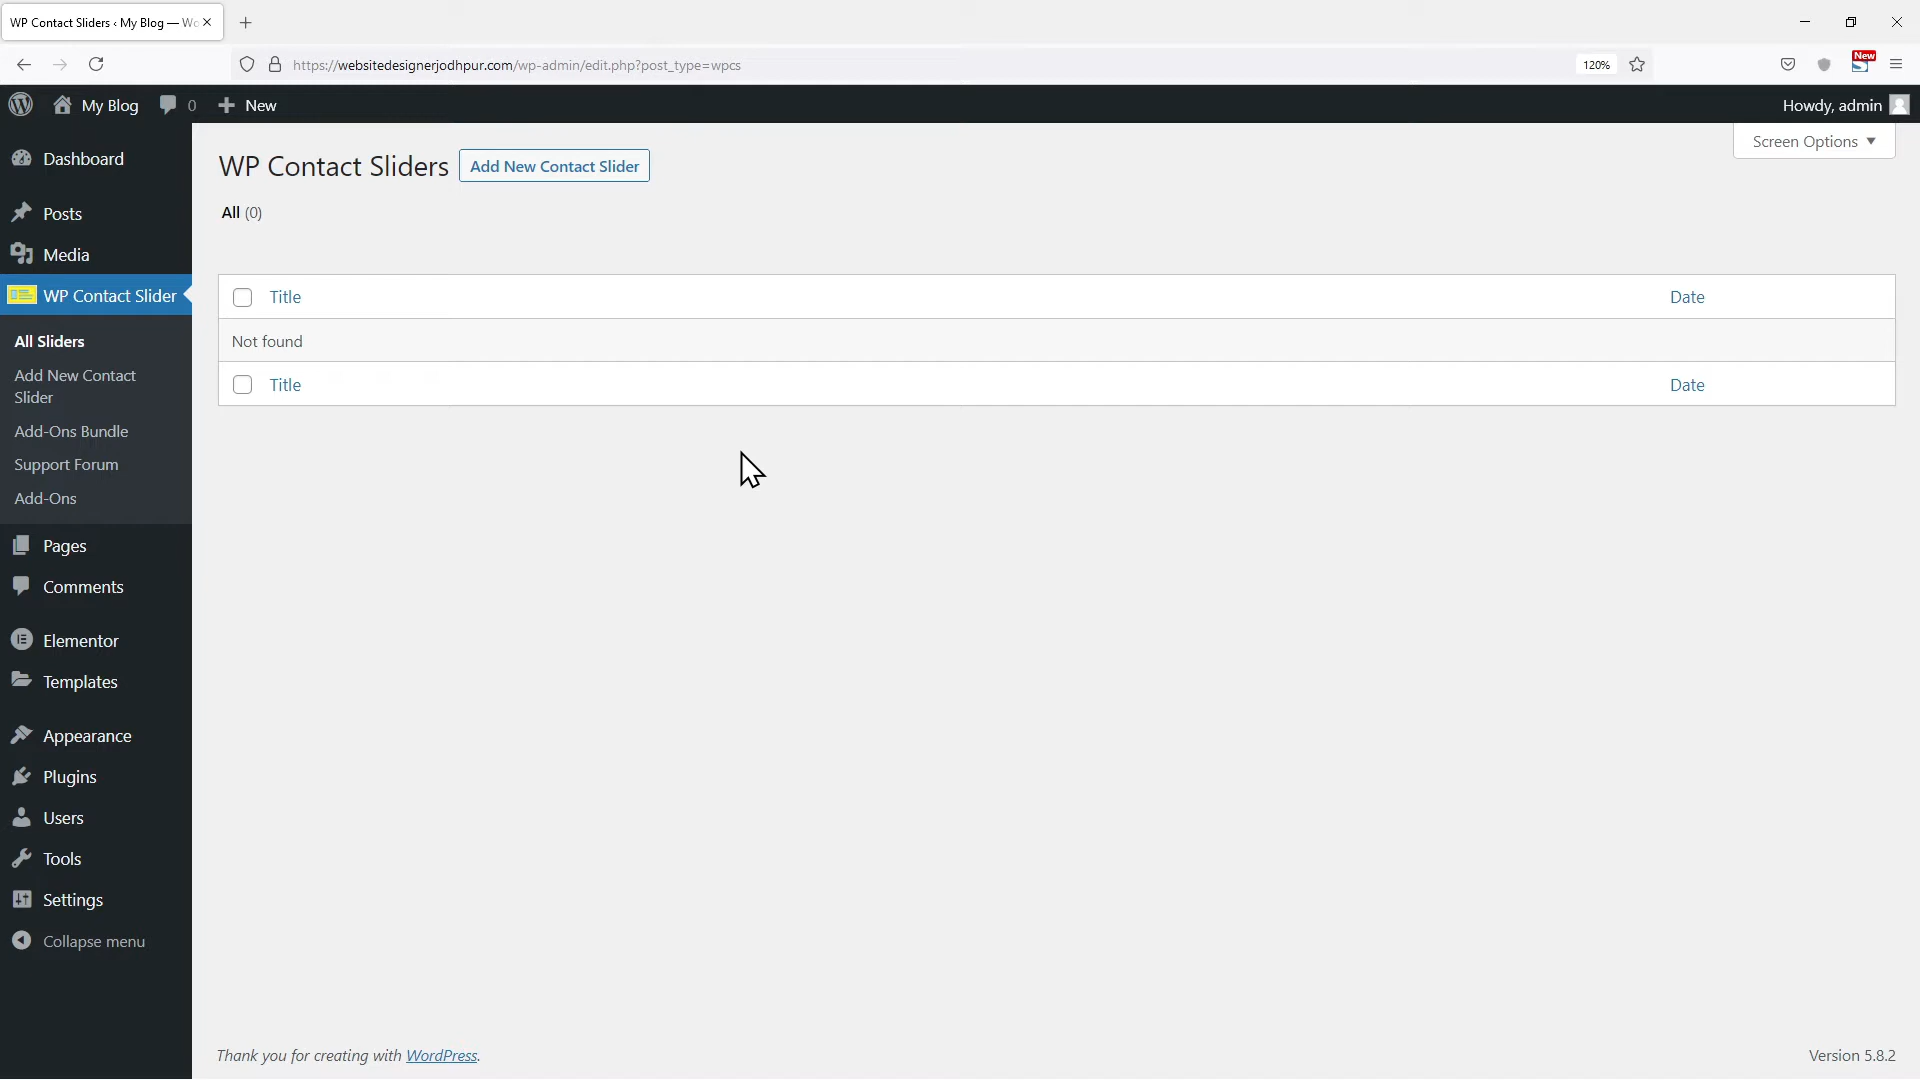 WP Contact Sliders ‹ My Blog — Wo
https://websitedesignerjodhpur.com/wp-admin/edit.php?post_type=wpcs
120%
New
My Blog
0
New
Howdy, admin
Screen Options
Dashboard
Posts
Media
WP Contact Slider
All Sliders
Add New Contact
Slider
Add-Ons Bundle
Support Forum
Add-Ons
Pages
Comments
Elementor
Templates
Appearance
Plugins
Users
Tools
Settings
Collapse menu
WP Contact Sliders
Add New Contact Slider
All (0)
Title
Date
Not found
Title
Date
Thank you for creating with WordPress.
Version 5.8.2